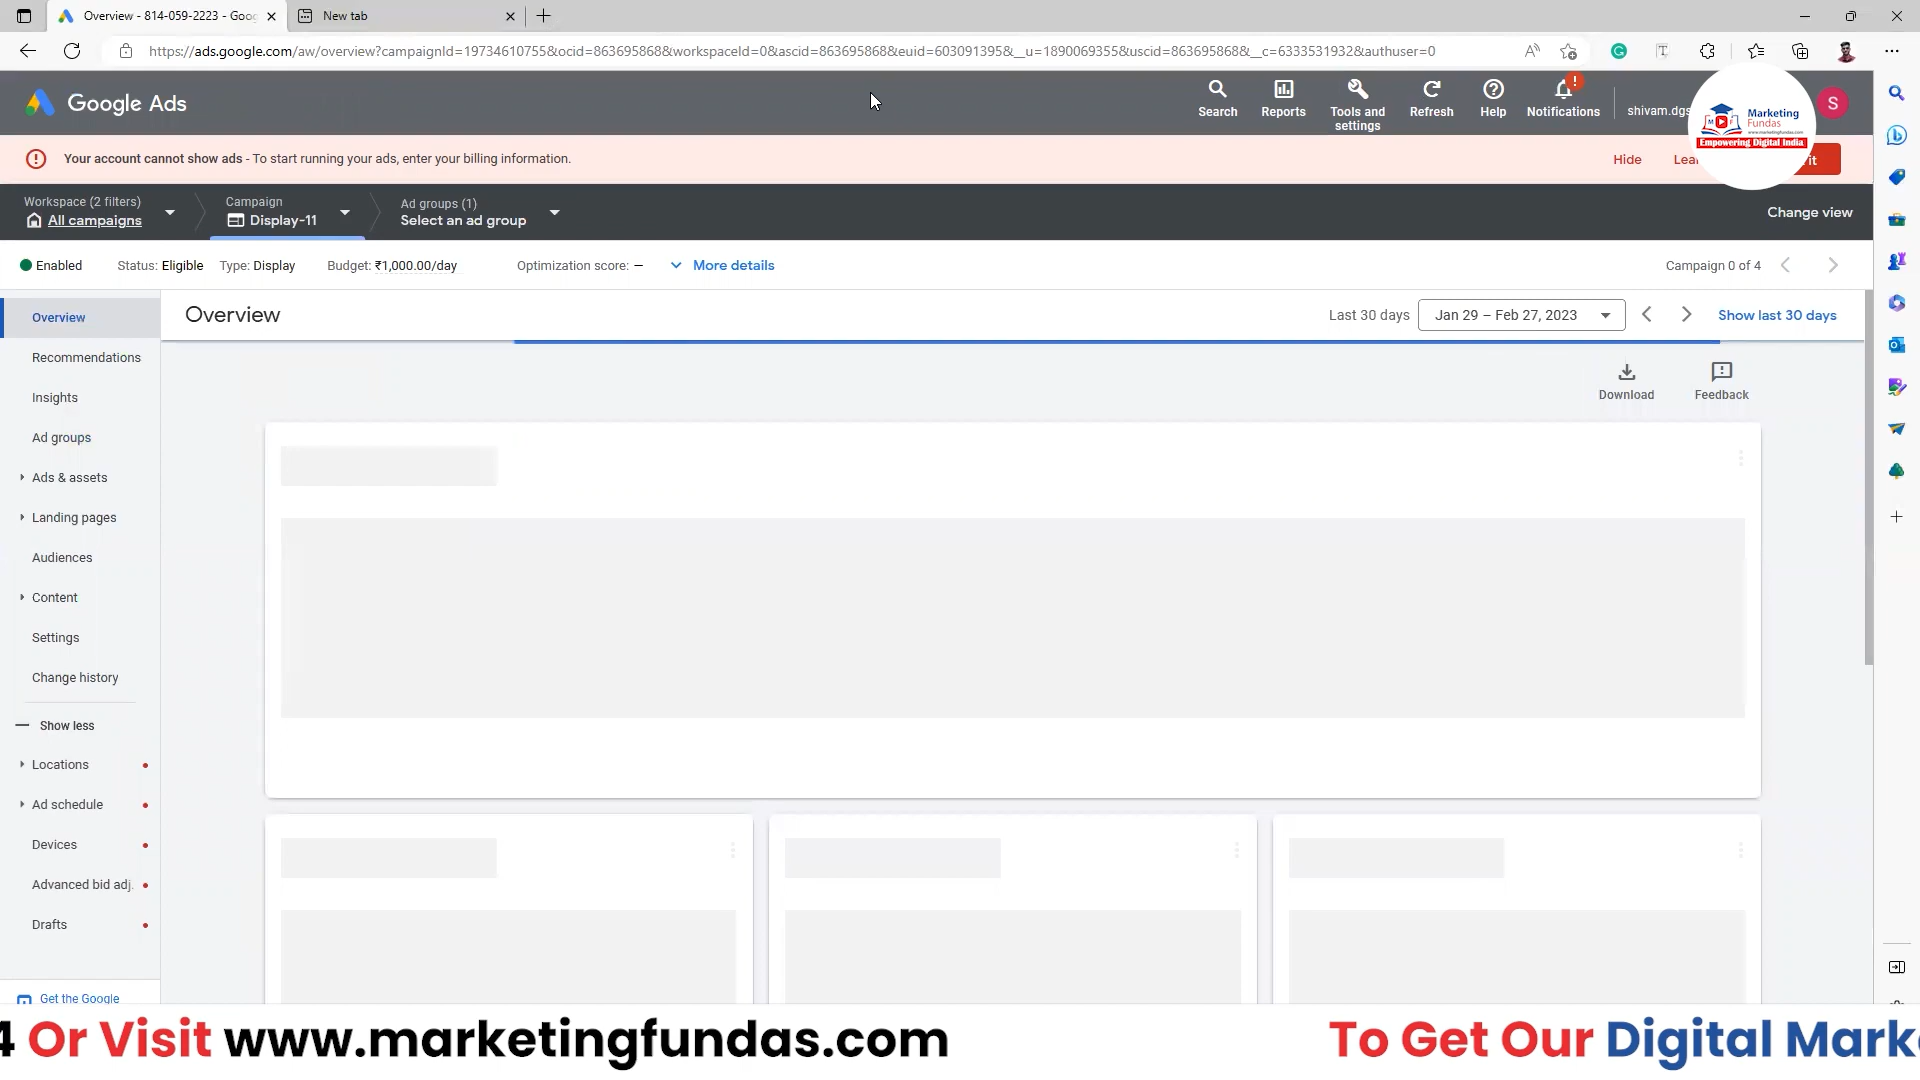 Overview - 814-059-2223 - Goog
New tab
https://ads.google.com/aw/overview?campaignId=19734610755&ocid=863695868&workspaceId=0&ascid=863695868&euid=603091395&__u=1890069355&uscid=863695868&__c=6333531932&authuser=0
Google Ads
Search
Reports
Tools and
settings
Refresh
Help
Notifications
shivam.dgs
S
Marketing
Fundas
www.marketingfundas.com
Empowering Digital India
Your account cannot show ads - To start running your ads, enter your billing information.
Hide
Lea
it
Workspace (2 filters)
All campaigns
Campaign
Display-11
Ad groups (1)
Select an ad group
Change view
Enabled
Status: Eligible
Type: Display
Budget: ₹1,000.00/day
Optimization score: –
More details
Campaign 0 of 4
Overview
Recommendations
Insights
Ad groups
Ads & assets
Landing pages
Audiences
Content
Settings
Change history
Show less
Locations
Ad schedule
Devices
Advanced bid adj.
Drafts
Get the Google
Overview
Last 30 days
Jan 29 – Feb 27, 2023
Show last 30 days
Download
Feedback
4 Or Visit www.marketingfundas.com
To Get Our Digital Mark